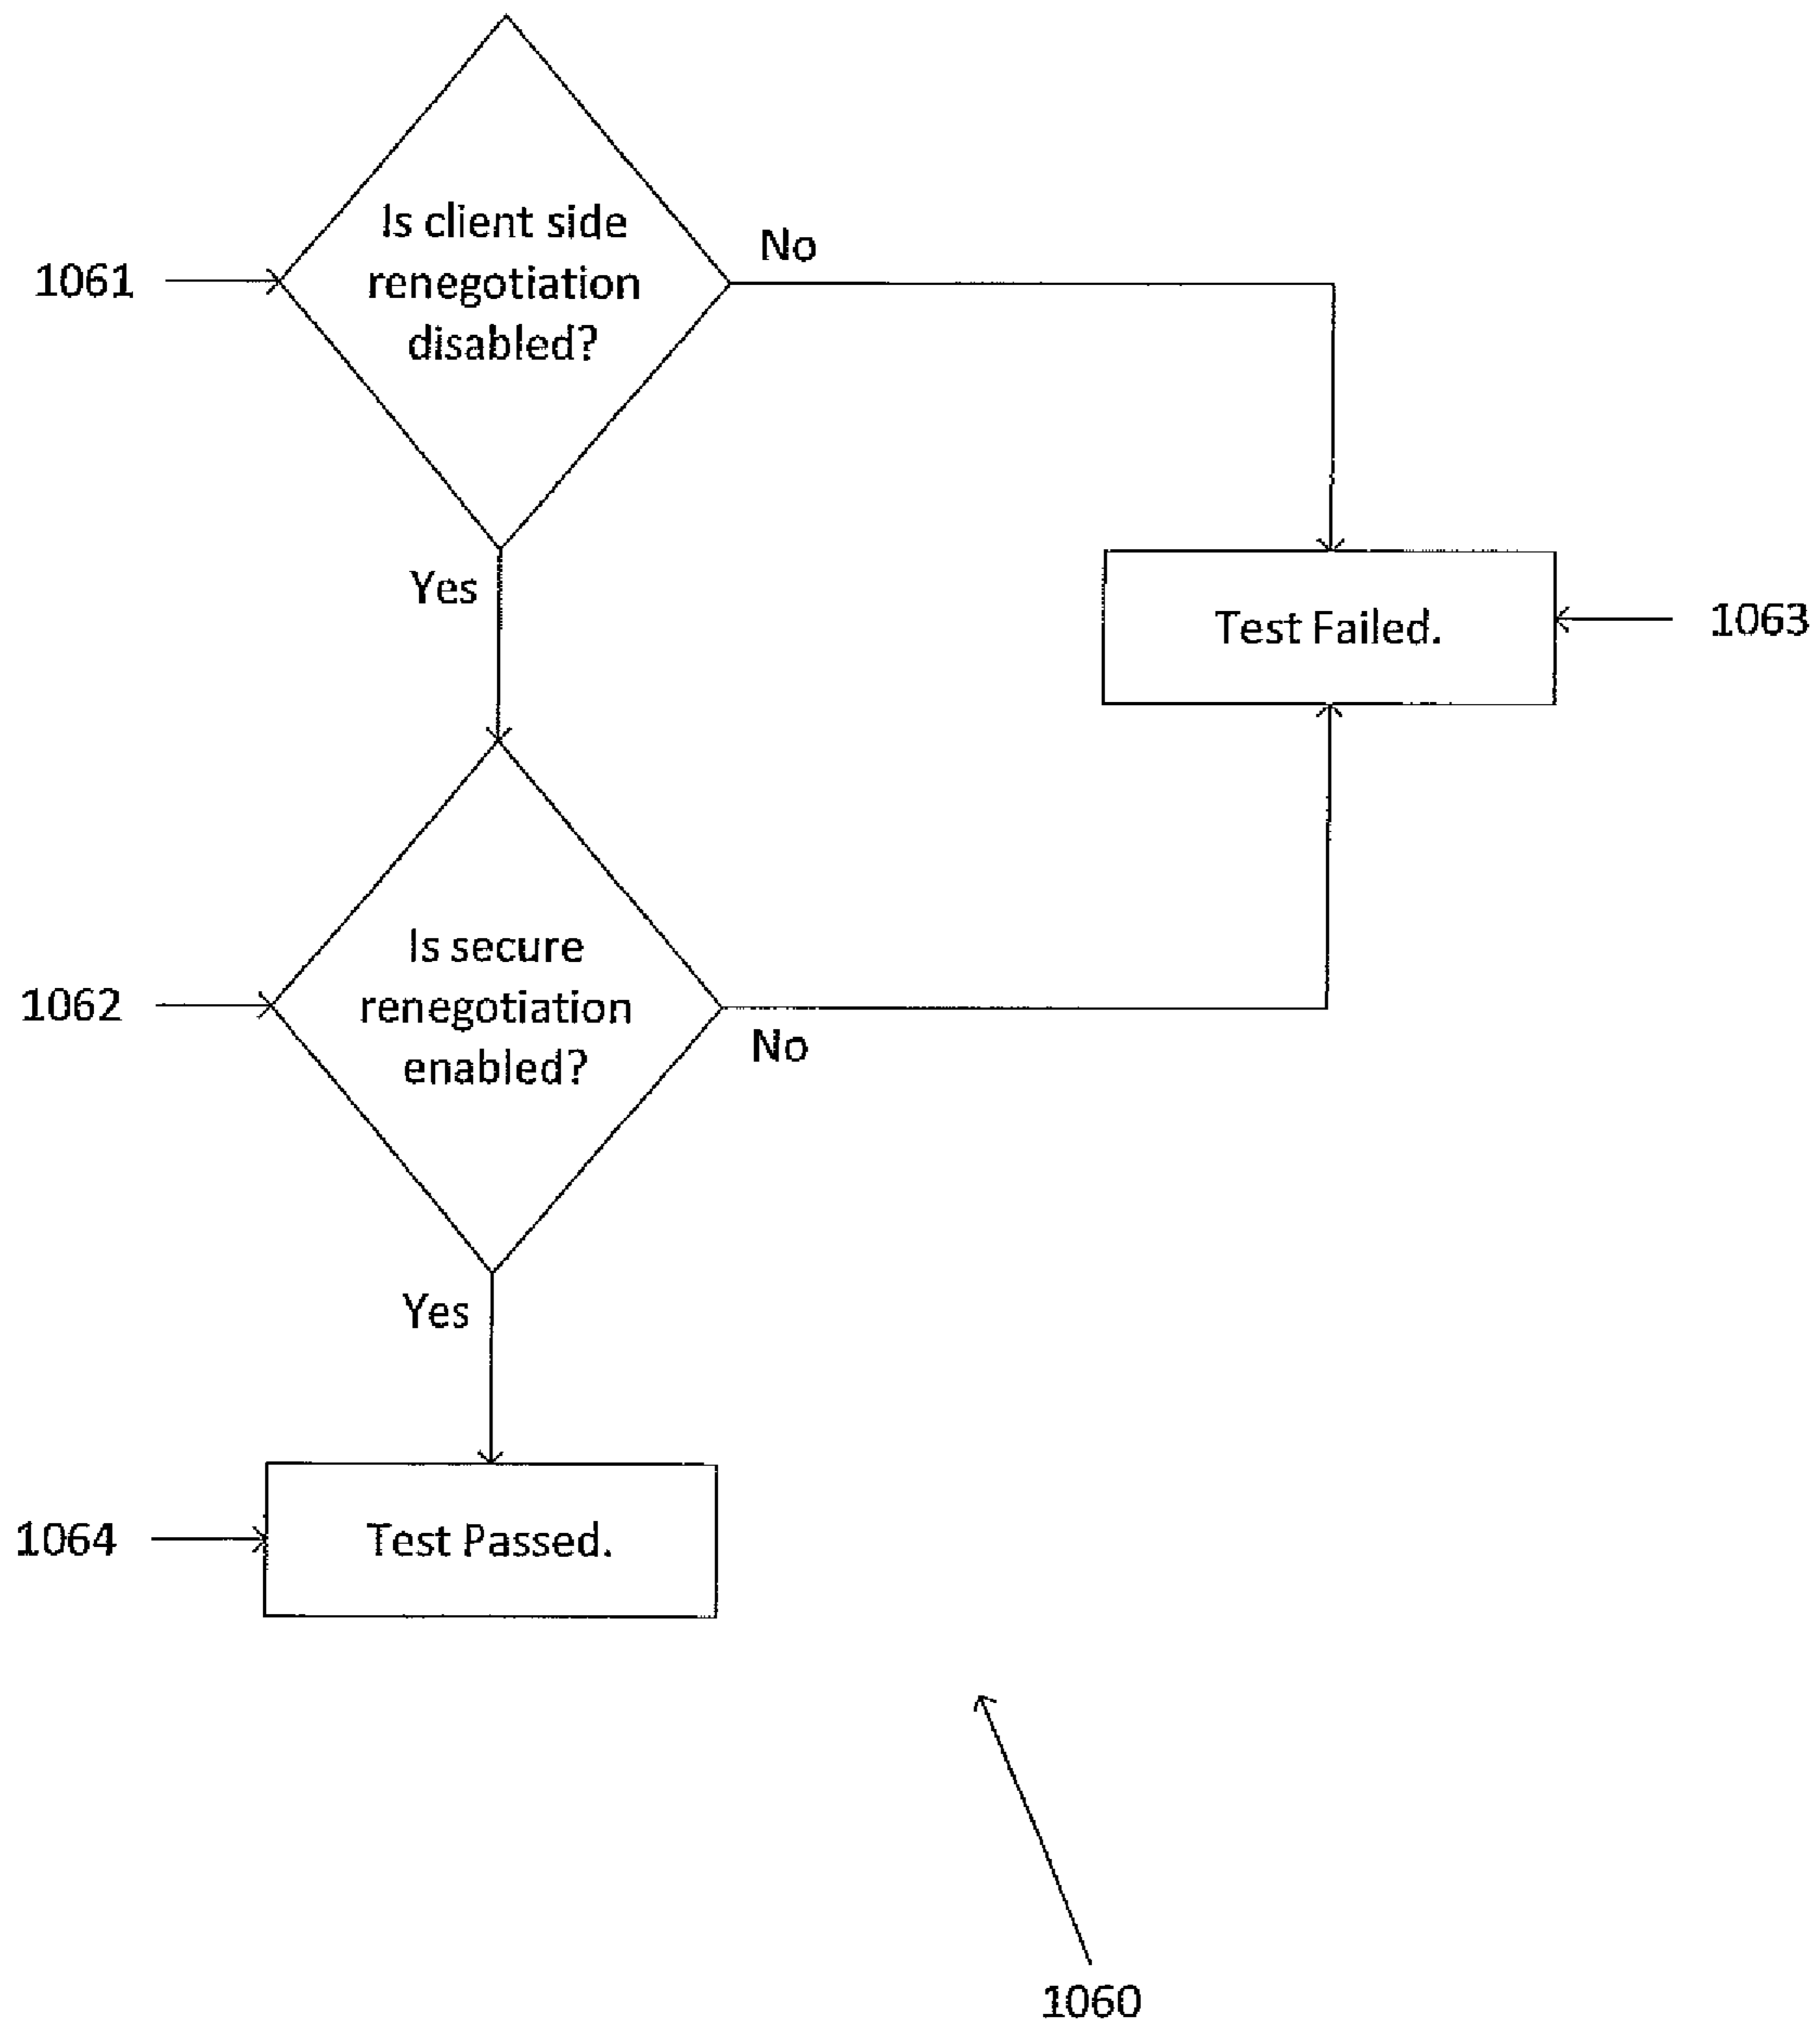 Is client side
renegotiation
disabled?
No
1061
Yes
Test Failed.
1063
Is secure
renegotiation
enabled?
1062
No
Yes
Test Passed.
1064
1060